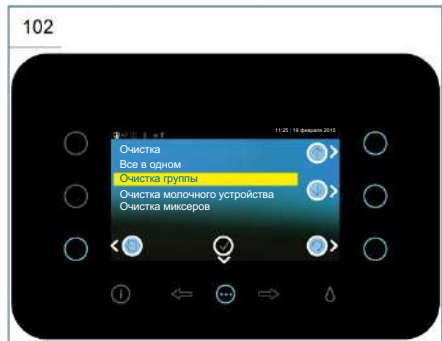 102
11:25 | 19 февраля 2015
Очистка
Все в одном
Очистка группы
Очистка молочного устройства
Очистка миксеров